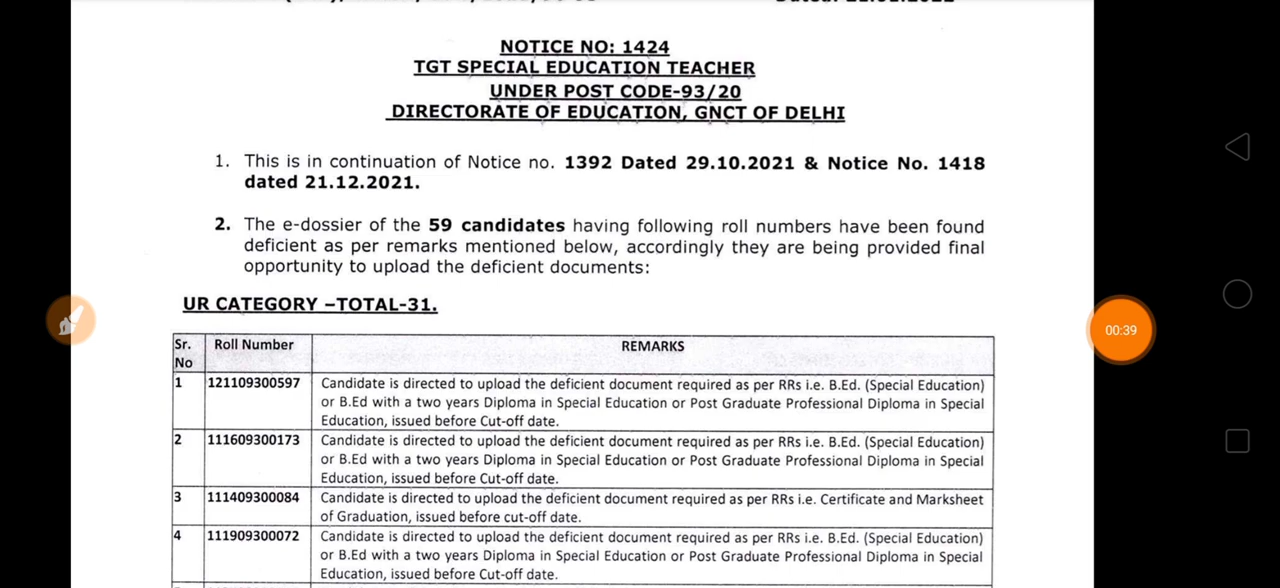 NOTICE NO: 1424
TGT SPECIAL EDUCATION TEACHER
UNDER POST CODE-93/20
DIRECTORATE OF EDUCATION, GNCT OF DELHI
1. This is in continuation of Notice no. 1392 Dated 29.10.2021 & Notice No. 1418
dated 21.12.2021.
2. The e-dossier of the 59 candidates having following roll numbers have been found
deficient as per remarks mentioned below, accordingly they are being provided final
opportunity to upload the deficient documents:
UR CATEGORY –TOTAL-31.
00:39
Sr. No Roll Number REMARKS
1 121109300597 Candidate is directed to upload the deficient document required as per RRs i.e. B.Ed. (Special Education)
or B.Ed with a two years Diploma in Special Education or Post Graduate Professional Diploma in Special
Education, issued before Cut-off date.
2 111609300173 Candidate is directed to upload the deficient document required as per RRs i.e. B.Ed. (Special Education)
or B.Ed with a two years Diploma in Special Education or Post Graduate Professional Diploma in Special
Education, issued before Cut-off date.
3 111409300084 Candidate is directed to upload the deficient document required as per RRs i.e. Certificate and Marksheet
of Graduation, issued before cut-off date.
4 111909300072 Candidate is directed to upload the deficient document required as per RRs i.e. B.Ed. (Special Education)
or B.Ed with a two years Diploma in Special Education or Post Graduate Professional Diploma in Special
Education, issued before Cut-off date.